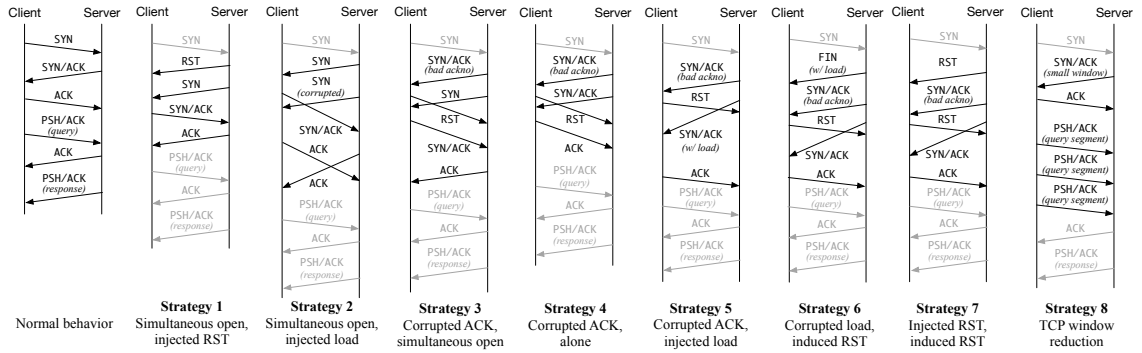 Client Server
SYN
SYN/ACK
ACK
PSH/ACK
(query)
ACK
PSH/ACK
(response)
Normal behavior
Client Server
SYN
RST
SYN
SYN/ACK
ACK
PSH/ACK
(query)
ACK
PSH/ACK
(response)
Strategy 1
Simultaneous open,
injected RST
Client Server
SYN
SYN
SYN
(corrupted)
SYN/ACK
ACK
ACK
PSH/ACK
(query)
ACK
PSH/ACK
(response)
Strategy 2
Simultaneous open,
injected load
Client Server
SYN
SYN/ACK
(bad ackno)
SYN
RST
SYN/ACK
ACK
PSH/ACK
(query)
ACK
PSH/ACK
(response)
Strategy 3
Corrupted ACK,
simultaneous open
Client Server
SYN
SYN/ACK
(bad ackno)
SYN/ACK
RST
ACK
PSH/ACK
(query)
ACK
PSH/ACK
(response)
Strategy 4
Corrupted ACK,
alone
Client Server
SYN
SYN/ACK
(bad ackno)
RST
SYN/ACK
(w/ load)
ACK
PSH/ACK
(query)
ACK
PSH/ACK
(response)
Strategy 5
Corrupted ACK,
injected load
Client Server
SYN
FIN
(w/ load)
SYN/ACK
(bad ackno)
RST
SYN/ACK
ACK
PSH/ACK
(query)
ACK
PSH/ACK
(response)
Strategy 6
Corrupted load,
induced RST
Client Server
SYN
RST
SYN/ACK
(bad ackno)
RST
SYN/ACK
ACK
PSH/ACK
(query)
ACK
PSH/ACK
(response)
Strategy 7
Injected RST,
induced RST
Client Server
SYN
SYN/ACK
(small window)
ACK
PSH/ACK
(query segment)
PSH/ACK
(query segment)
PSH/ACK
(query segment)
ACK
PSH/ACK
(response)
Strategy 8
TCP window
reduction